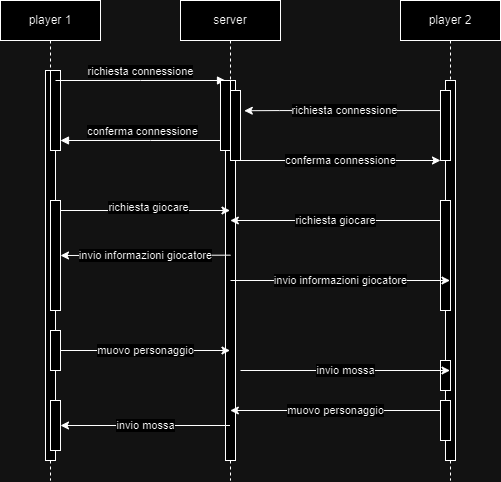 player 1
server
player 2
richiesta connessione
richiesta connessione
conferma connessione
conferma connessione
richiesta giocare
richiesta giocare
invio informazioni giocatore
invio informazioni giocatore
muovo personaggio
invio mossa
muovo personaggio
invio mossa